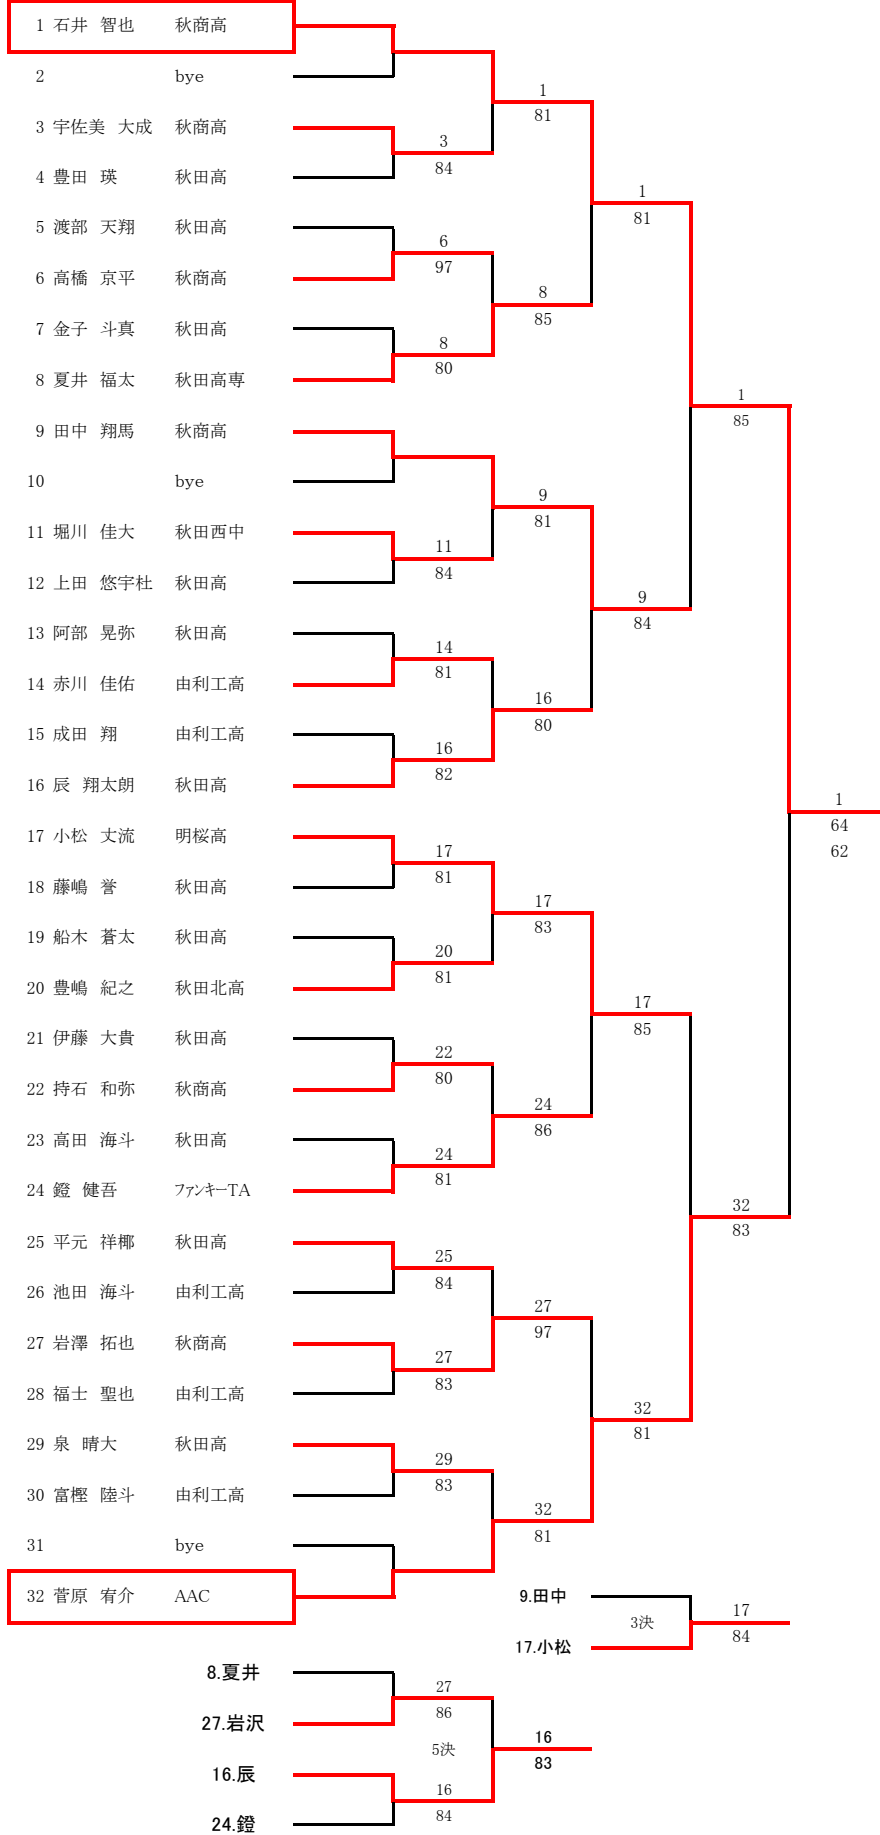 1 石井 智也 秋商高
2 bye
1
81
3 宇佐美 大成 秋商高
3
84
4 豊田 瑛 秋田高
1
81
5 渡部 天翔 秋田高
6
97
6 高橋 京平 秋商高
8
85
7 金子 斗真 秋田高
8
80
8 夏井 福太 秋田高専
1
85
9 田中 翔馬 秋商高
10 bye
9
81
11 堀川 佳大 秋田西中
11
84
12 上田 悠宇杜 秋田高
9
84
13 阿部 晃弥 秋田高
14
81
14 赤川 佳佑 由利工高
16
80
15 成田 翔 由利工高
16
82
16 辰 翔太朗 秋田高
1
64
62
17 小松 丈流 明桜高
17
81
18 藤嶋 誉 秋田高
17
83
19 船木 蒼太 秋田高
20
81
20 豊嶋 紀之 秋田北高
17
85
21 伊藤 大貴 秋田高
22
80
22 持石 和弥 秋商高
24
86
23 高田 海斗 秋田高
24
81
24 鐙 健吾 ファンキーTA
32
83
25 平元 祥椰 秋田高
25
84
26 池田 海斗 由利工高
27
97
27 岩澤 拓也 秋商高
27
83
28 福士 聖也 由利工高
32
81
29 泉 晴大 秋田高
29
83
30 富樫 陸斗 由利工高
32
81
31 bye
32 菅原 宥介 AAC
9.田中
3決
17
84
17.小松
8.夏井
27
86
27.岩沢
5決
16
83
16.辰
16
84
24.鐙